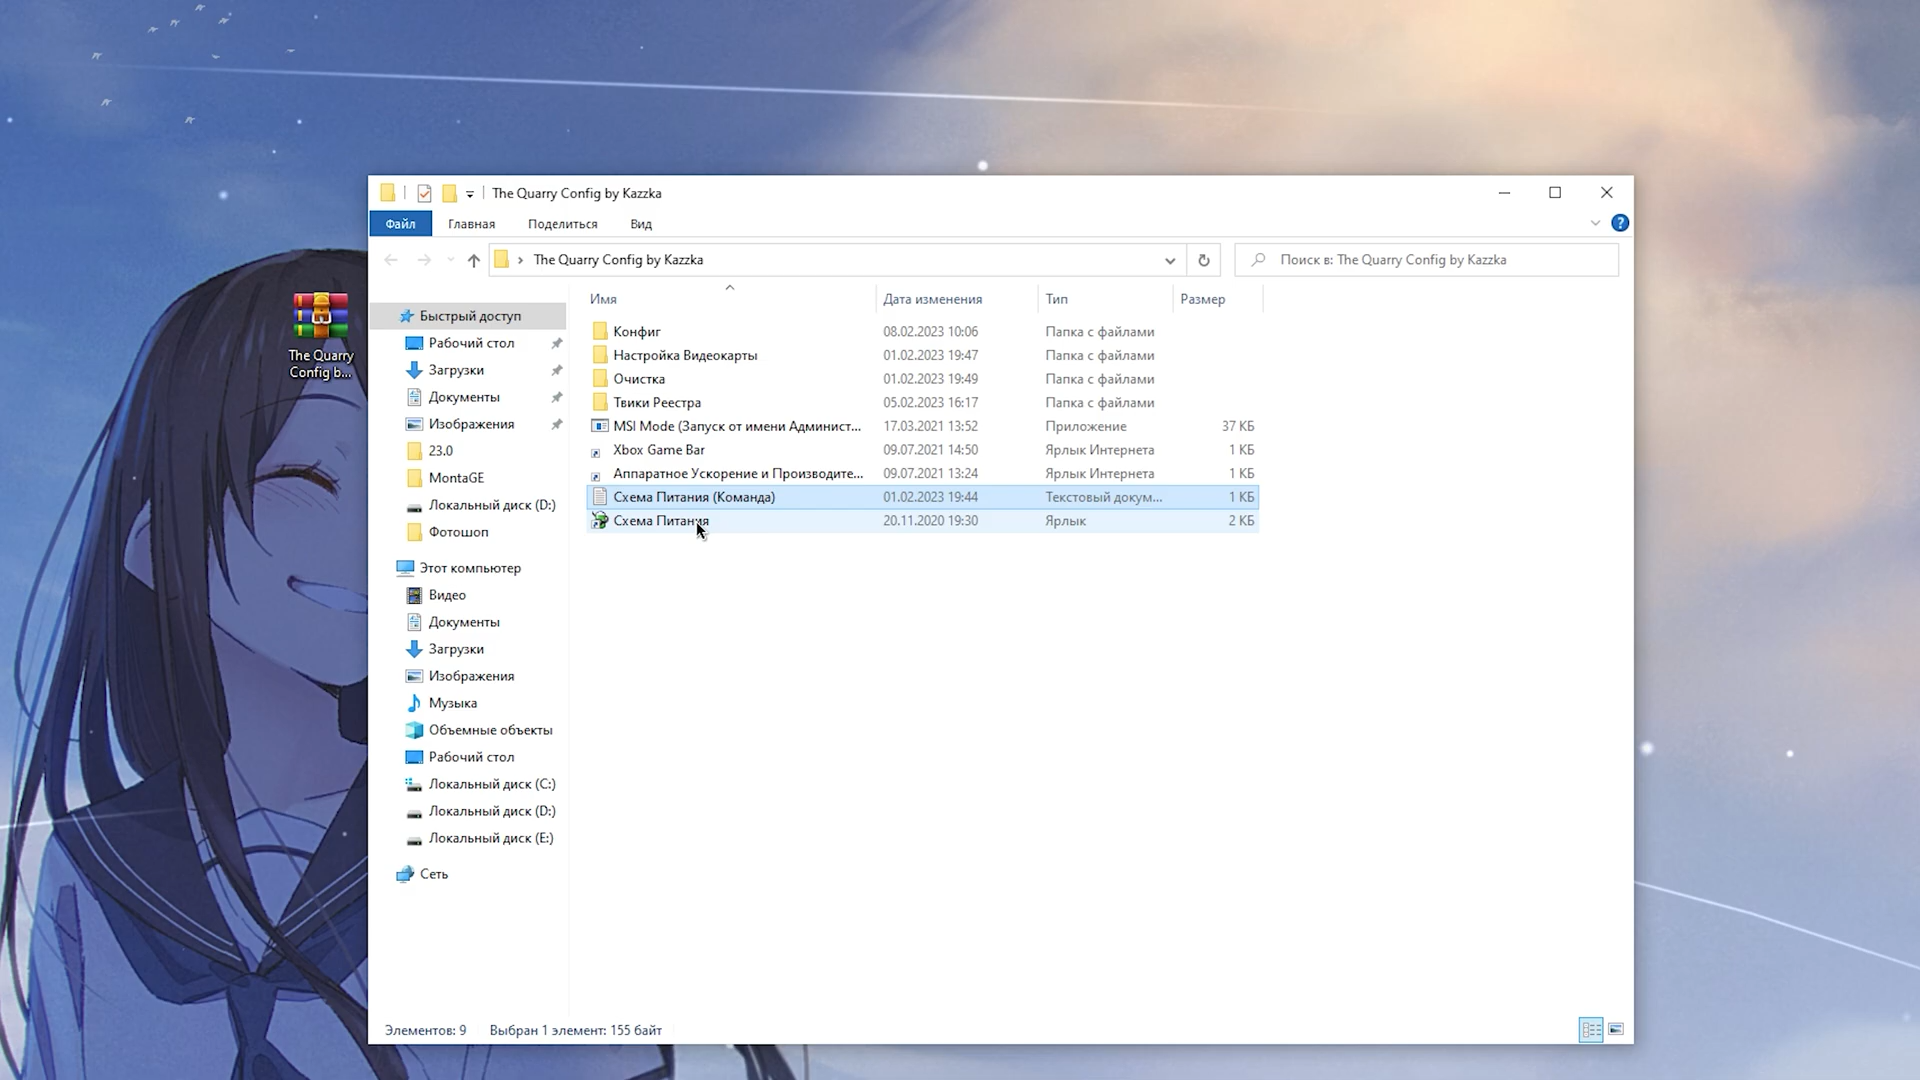 The Quarry Config by Kazzka
Файл Главная Поделиться Вид
The Quarry Config by Kazzka Поиск в: The Quarry Config by Kazzka
Имя Дата изменения Тип Размер
Быстрый доступ
Рабочий стол
Загрузки
Документы
Изображения
23.0
MontaGE
Локальный диск (D:)
Фотошоп
Этот компьютер
Видео
Документы
Загрузки
Изображения
Музыка
Объемные объекты
Рабочий стол
Локальный диск (C:)
Локальный диск (D:)
Локальный диск (E:)
Сеть
Конфиг 08.02.2023 10:06 Папка с файлами
Настройка Видеокарты 01.02.2023 19:47 Папка с файлами
Очистка 01.02.2023 19:49 Папка с файлами
Твики Реестра 05.02.2023 16:17 Папка с файлами
MSI Mode (Запуск от имени Админист... 17.03.2021 13:52 Приложение 37 КБ
Xbox Game Bar 09.07.2021 14:50 Ярлык Интернета 1 КБ
Аппаратное Ускорение и Производите... 09.07.2021 13:24 Ярлык Интернета 1 КБ
Схема Питания (Команда) 01.02.2023 19:44 Текстовый докум... 1 КБ
Схема Питания 20.11.2020 19:30 Ярлык 2 КБ
Элементов: 9 Выбран 1 элемент: 155 байт
The Quarry
Config b...